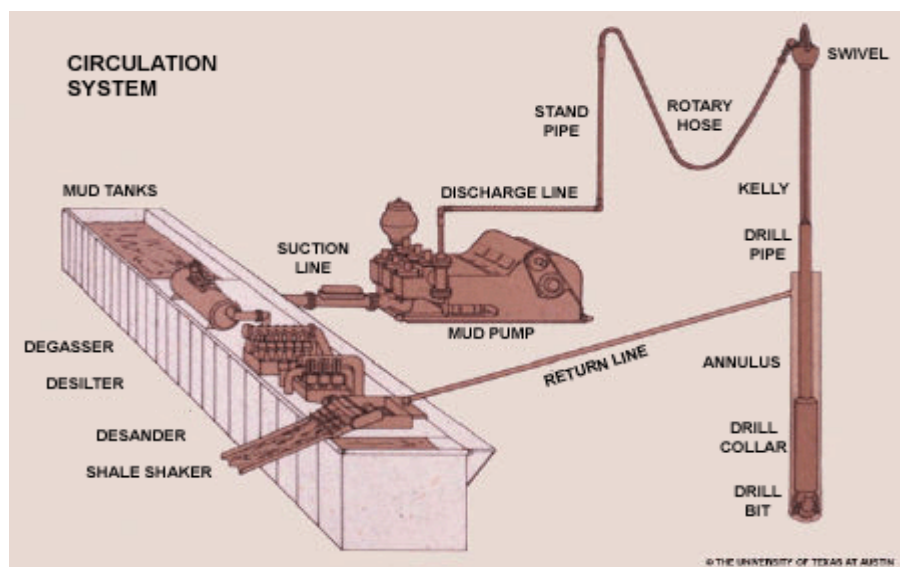 CIRCULATION
SYSTEM
SWIVEL
STAND
PIPE
ROTARY
HOSE
MUD TANKS
DISCHARGE LINE
KELLY
SUCTION
LINE
DRILL
PIPE
MUD PUMP
DEGASSER
RETURN LINE
ANNULUS
DESILTER
DESANDER
DRILL
COLLAR
SHALE SHAKER
DRILL
BIT
© THE UNIVERSITY OF TEXAS AT AUSTIN